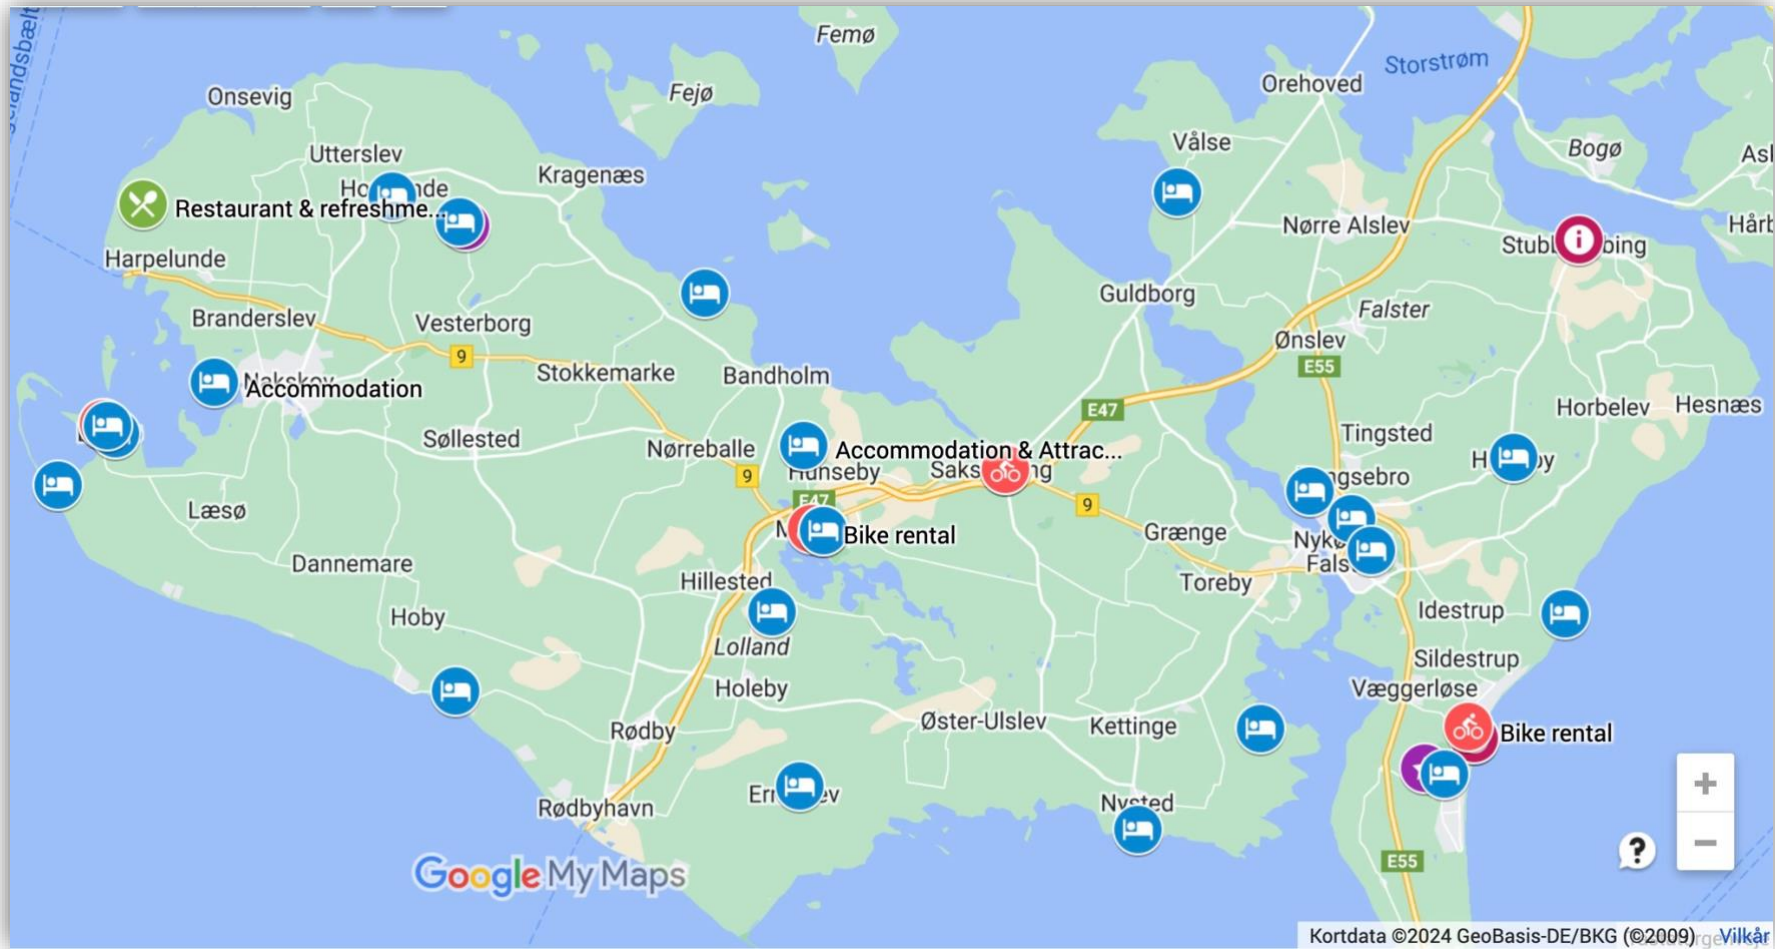 Femø
Storstrøm
Orehoved
Fejø
Onsevig
Vålse
Bogø
Utterslev
Kragenæs
Restaurant & refreshme...
Nørre Alslev
Harpelunde
Guldborg
Falster
Branderslev
Vesterborg
Ønslev
9
E55
Stokkemarke
Bandholm
Accommodation
E47
Horbelev
Hesnæs
Søllested
Tingsted
Nørreballe
Accommodation & Attrac...
Hunseby
9
E47
9
Læsø
Grænge
Bike rental
Dannemare
Hillested
Toreby
Idestrup
Hoby
Lolland
Sildestrup
Holeby
Væggerløse
Rødby
Øster-Ulslev
Kettinge
Bike rental
Rødbyhavn
Nysted
+
−
?
E55
Google My Maps
Kortdata ©2024 GeoBasis-DE/BKG (©2009)
Vilkår